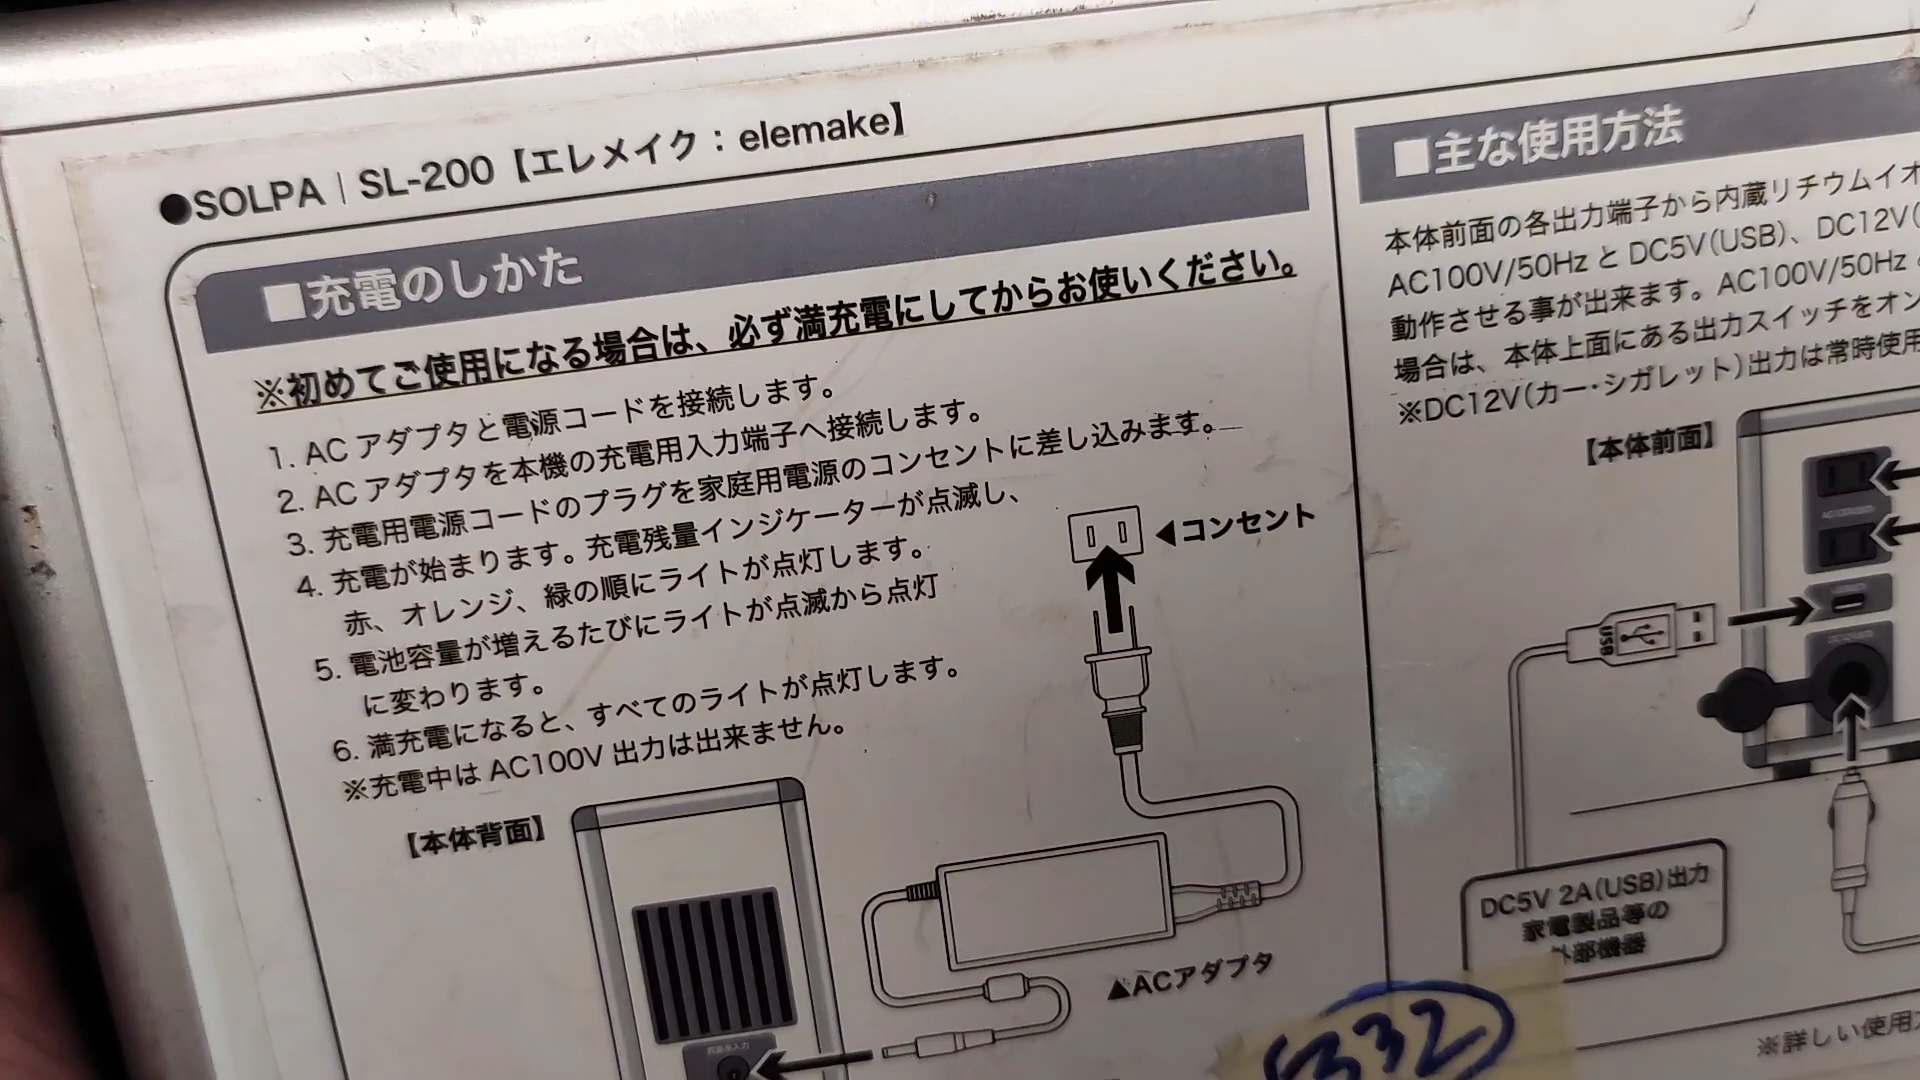 ●SOLPA｜SL-200【エレメイク：elemake】
■充電のしかた
※初めてご使用になる場合は、必ず満充電にしてからお使いください。
1. ACアダプタと電源コードを接続します。
2. ACアダプタを本機の充電用入力端子へ接続します。
3. 充電用電源コードのプラグを家庭用電源のコンセントに差し込みます。
4. 充電が始まります。充電残量インジケーターが点滅し、
赤、オレンジ、緑の順にライトが点灯します。
5. 電池容量が増えるたびにライトが点滅から点灯
に変わります。
6. 満充電になると、すべてのライトが点灯します。
※充電中は AC100V 出力は出来ません。
◀コンセント
【本体背面】
▲ACアダプタ
■主な使用方法
本体前面の各出力端子から内蔵リチウムイオ
AC100V/50Hz と DC5V(USB)、DC12V(
動作させる事が出来ます。AC100V/50Hz
場合は、本体上面にある出力スイッチをオン
※DC12V(カー・シガレット)出力は常時使用
【本体前面】
USB
DC5V 2A(USB)出力
家電製品等の
外部機器
※詳しい使用方
332